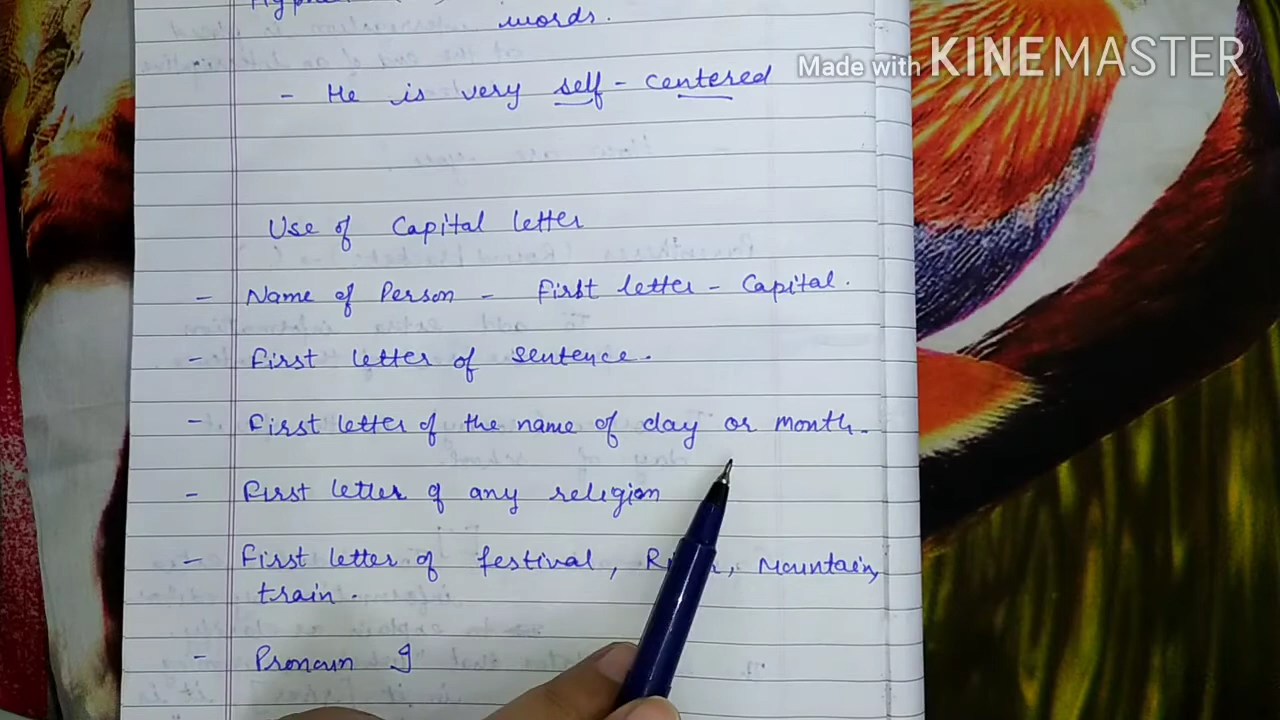 words.
Made with KINEMASTER
- He is very self-centered
Use of Capital letter
- Name of Person - First letter - Capital.
- First letter of sentence.
- First letter of the name of day or month.
- First letter of any religion
- First letter of festival, , Mountain,
train.
- Pronoun I